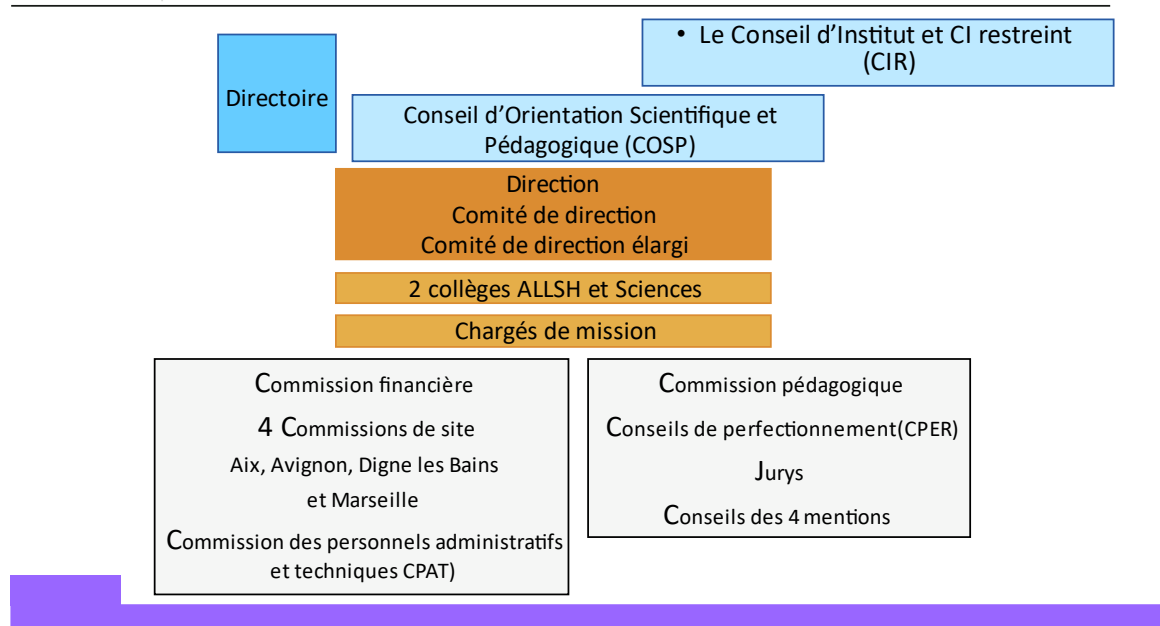 • Le Conseil d’Institut et CI restreint
(CIR)
Directoire
Conseil d’Orientation Scientifique et
Pédagogique (COSP)
Direction
Comité de direction
Comité de direction élargi
2 collèges ALLSH et Sciences
Chargés de mission
Commission financière
4 Commissions de site
Aix, Avignon, Digne les Bains
et Marseille
Commission des personnels administratifs
et techniques CPAT)
Commission pédagogique
Conseils de perfectionnement(CPER)
Jurys
Conseils des 4 mentions